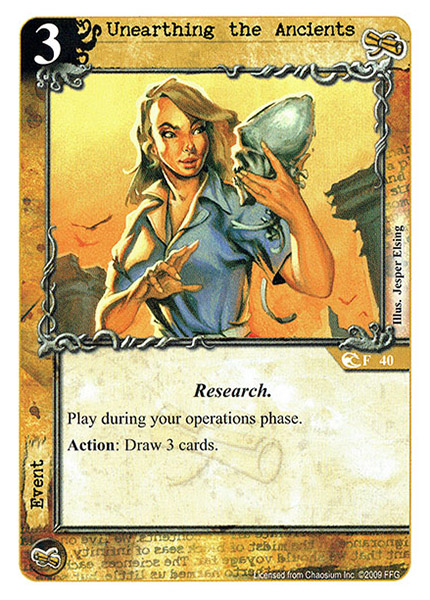 3
Unearthing the Ancients
Illus. Jesper Elsing
F 40
Research.
Play during your operations phase.
Action: Draw 3 cards.
Event
Licensed from Chaosium Inc. ©2009 FFG